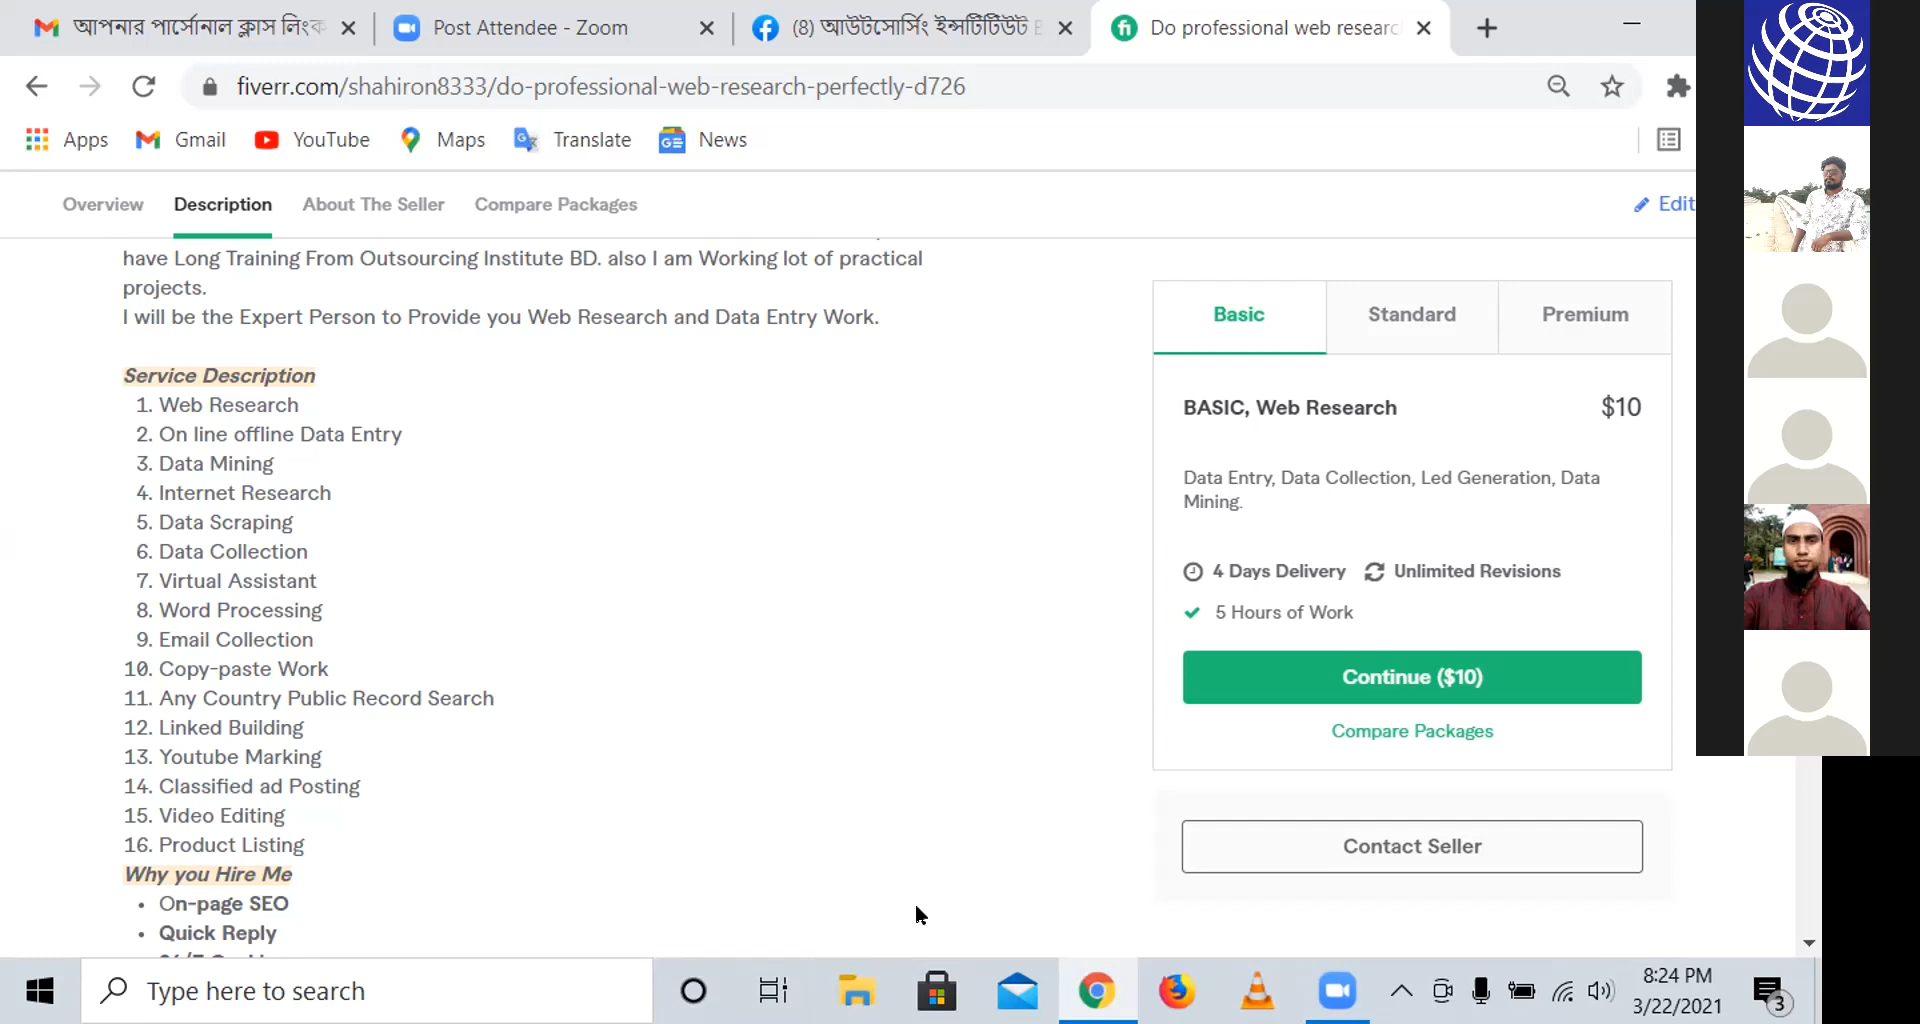 আপনার পার্সোনাল ক্লাস লিংক
Post Attendee - Zoom
(8) আউটসোর্সিং ইন্সটিটিউট
Do professional web researc
fiverr.com/shahiron8333/do-professional-web-research-perfectly-d726
Apps
Gmail
YouTube
Maps
Translate
News
Overview
Description
About The Seller
Compare Packages
Edit
have Long Training From Outsourcing Institute BD. also I am Working lot of practical
projects.
I will be the Expert Person to Provide you Web Research and Data Entry Work.
Service Description
1. Web Research
2. On line offline Data Entry
3. Data Mining
4. Internet Research
5. Data Scraping
6. Data Collection
7. Virtual Assistant
8. Word Processing
9. Email Collection
10. Copy-paste Work
11. Any Country Public Record Search
12. Linked Building
13. Youtube Marking
14. Classified ad Posting
15. Video Editing
16. Product Listing
Why you Hire Me
• On-page SEO
• Quick Reply
Basic
Standard
Premium
BASIC, Web Research
$10
Data Entry, Data Collection, Led Generation, Data
Mining.
4 Days Delivery
Unlimited Revisions
5 Hours of Work
Continue ($10)
Compare Packages
Contact Seller
Type here to search
8:24 PM
3/22/2021
3